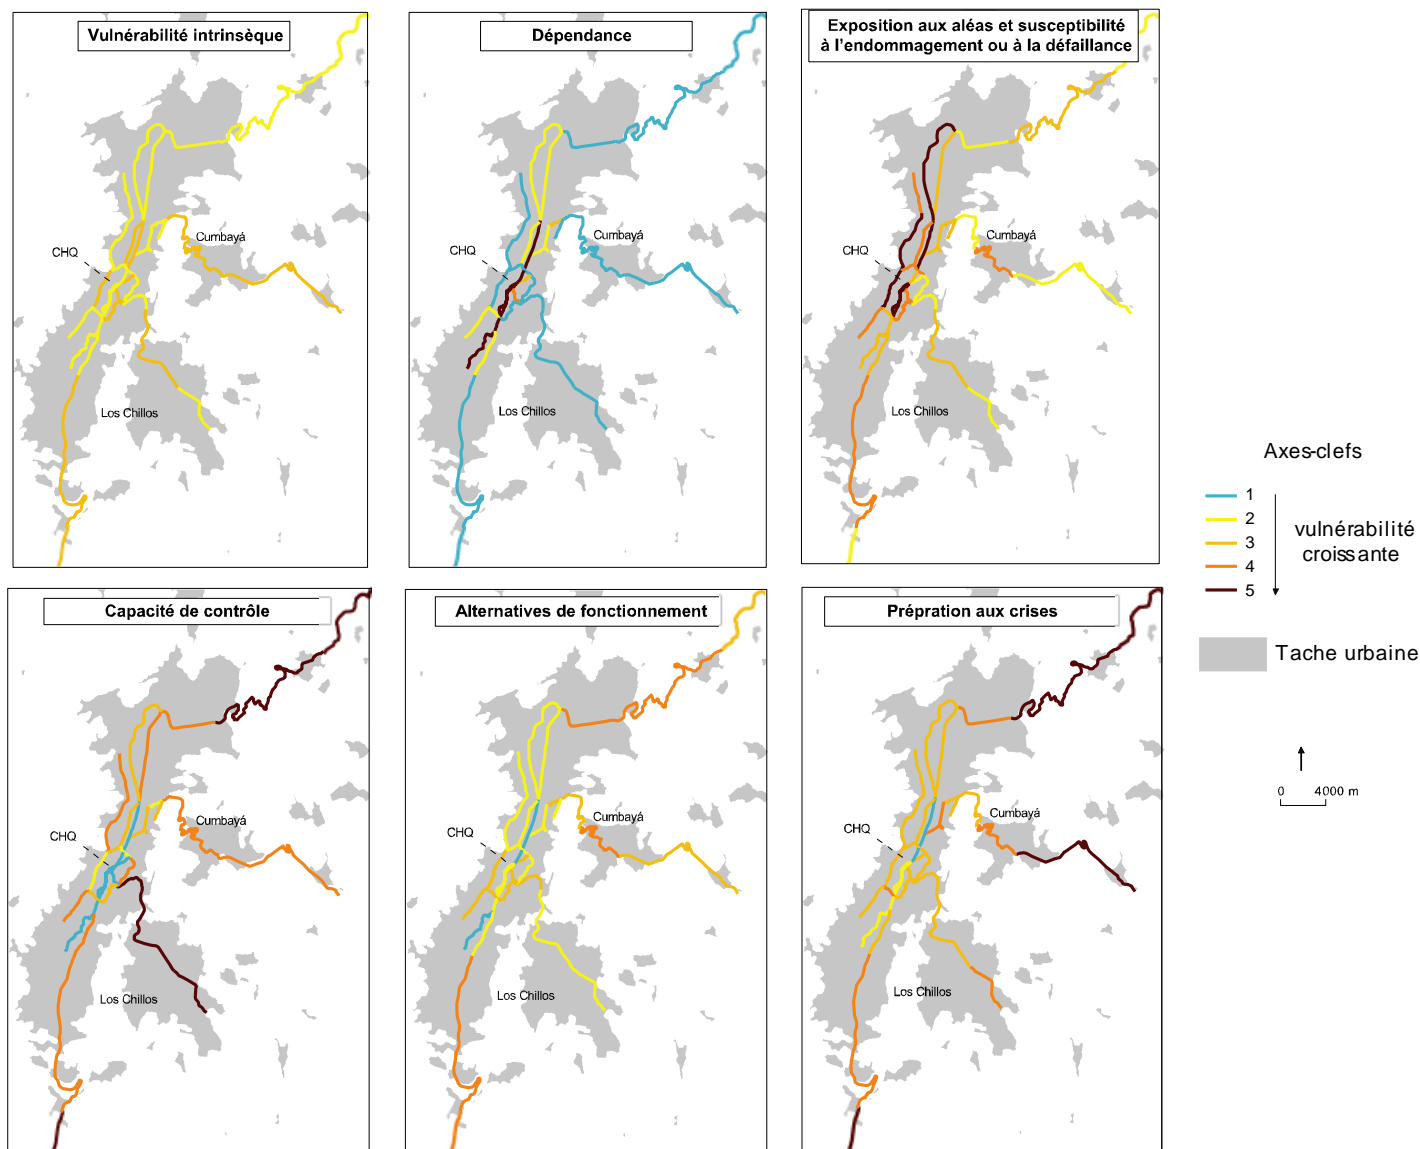 Vulnérabilité intrinsèque
CHQ
Cumbayá
Los Chillos
Dépendance
CHQ
Cumbayá
Los Chillos
Exposition aux aléas et susceptibilité
à l'endommagement ou à la défaillance
CHQ
Cumbayá
Los Chillos
Capacité de contrôle
CHQ
Cumbayá
Los Chillos
Alternatives de fonctionnement
CHQ
Cumbayá
Los Chillos
Prépration aux crises
CHQ
Cumbayá
Los Chillos
Axes-clefs
1
2
3
4
5
vulnérabilité
croissante
Tache urbaine
0 4000 m